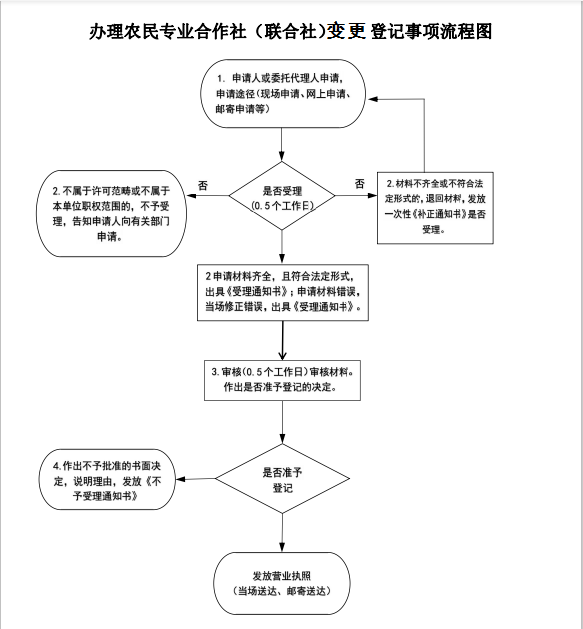 办理农民专业合作社（联合社）变更登记事项流程图
1. 申请人或委托代理人申请，
申请途径（现场申请、网上申请、
邮寄申请等）
否
否
2.不属于许可范畴或不属于
本单位职权范围的，不予受
理，告知申请人向有关部门
申请。
是否受理
(0.5个工作日)
2.材料不齐全或不符合法
定形式的，退回材料，发放
一次性《补正通知书》是否
受理。
2申请材料齐全，且符合法定形式，
出具《受理通知书》；申请材料错误，
当场修正错误，出具《受理通知书》。
3.审核(0.5个工作日)审核材料。
作出是否准予登记的决定。
4.作出不予批准的书面决
定，说明理由，发放《不
予受理通知书》
是否准予
登记
发放营业执照
（当场送达、邮寄送达）